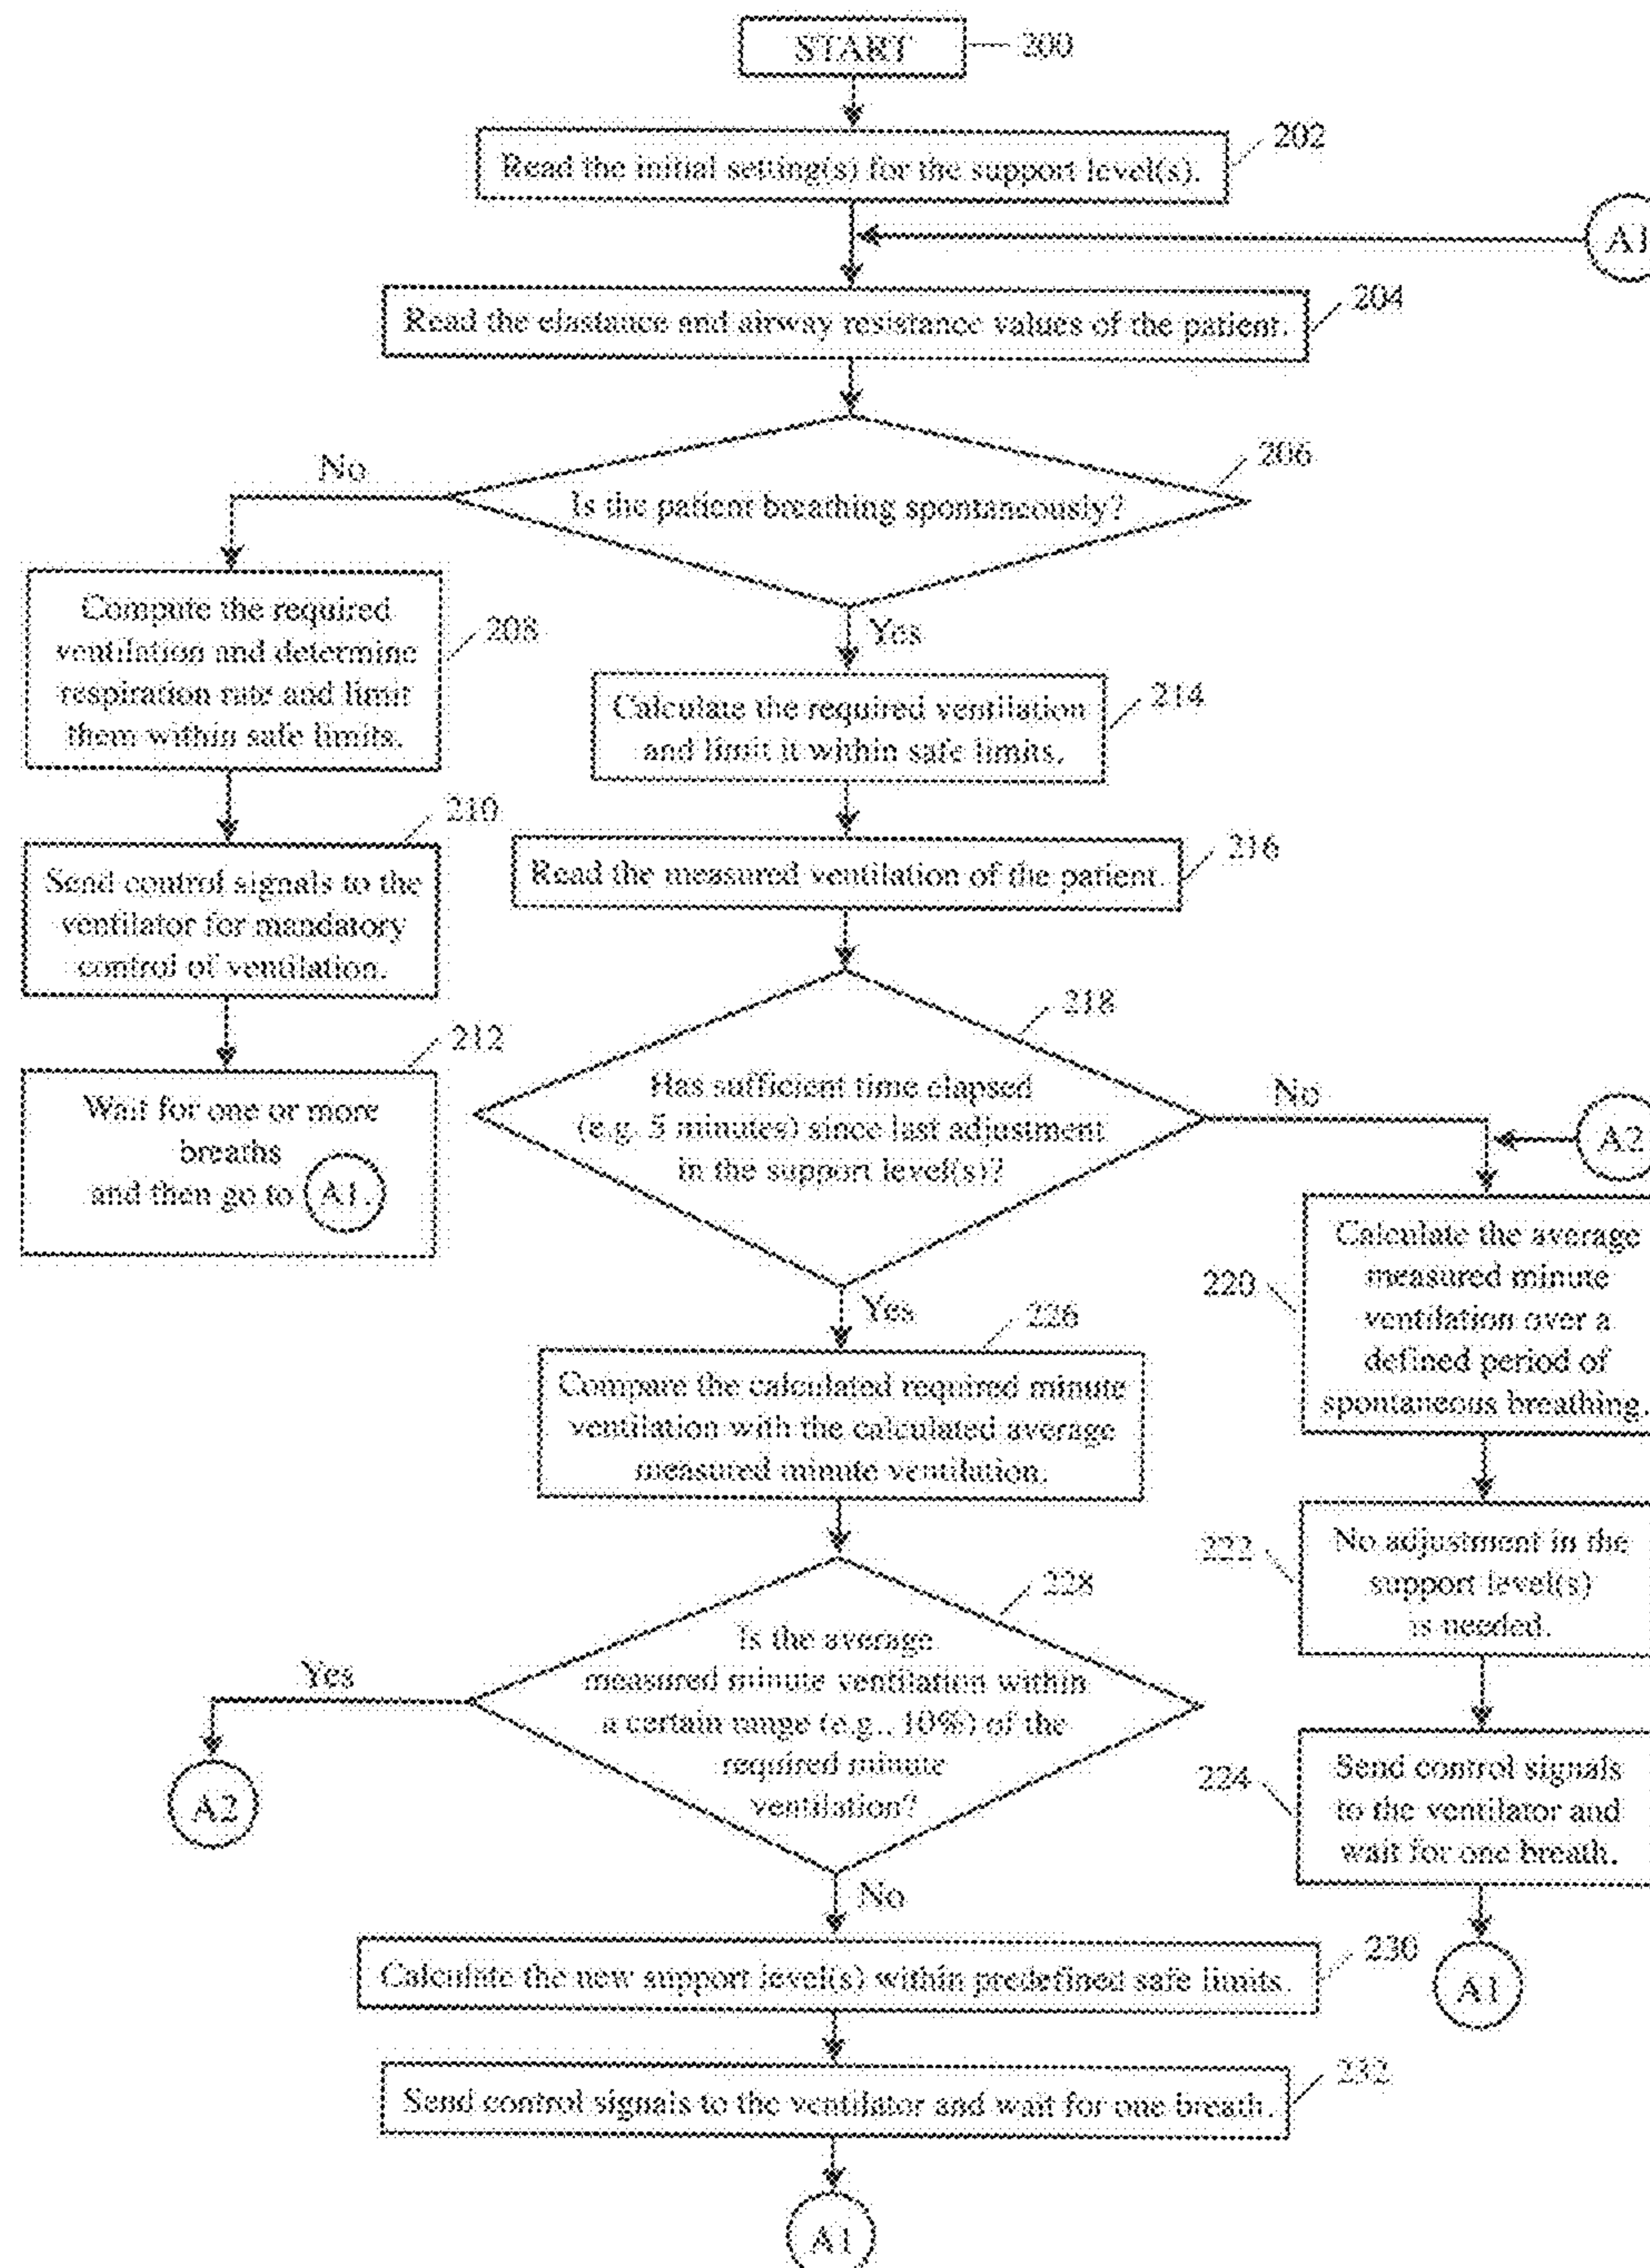 START
200
Read the initial setting(s) for the support level(s).
202
A1
Read the elastance and airway resistance values of the patient.
204
Is the patient breathing spontaneously?
206
No
Yes
Compute the required
ventilation and determine
respiration rate and limit
them within safe limits.
208
Send control signals to the
ventilator for mandatory
control of ventilation.
210
Wait for one or more
breaths
and then go to A1.
212
Calculate the required ventilation
and limit it within safe limits.
214
Read the measured ventilation of the patient.
216
Has sufficient time elapsed
(e.g. 5 minutes) since last adjustment
in the support level(s)?
218
No
A2
Yes
Calculate the average
measured minute
ventilation over a
defined period of
spontaneous breathing.
220
No adjustment in the
support level(s)
is needed.
222
Send control signals
to the ventilator and
wait for one breath.
224
A1
Compare the calculated required minute
ventilation with the calculated average
measured minute ventilation.
226
Is the average
measured minute ventilation within
a certain range (e.g., 10%) of the
required minute
ventilation?
228
Yes
A2
No
Calculate the new support level(s) within predefined safe limits.
230
Send control signals to the ventilator and wait for one breath.
232
A1